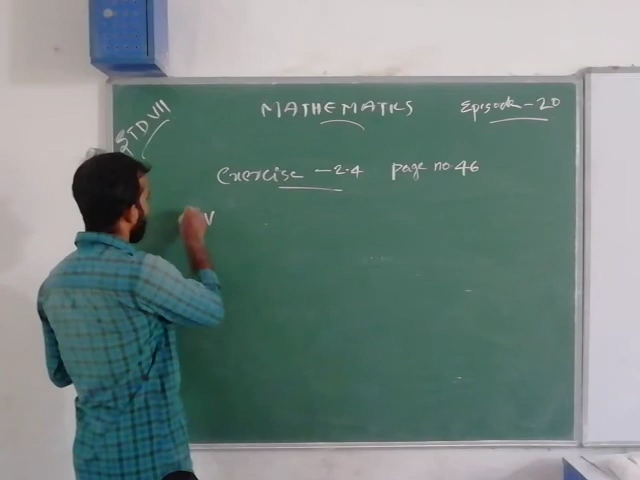 STD VII
MATHEMATICS
Episode - 20
Exercise - 2.4 page no. 46